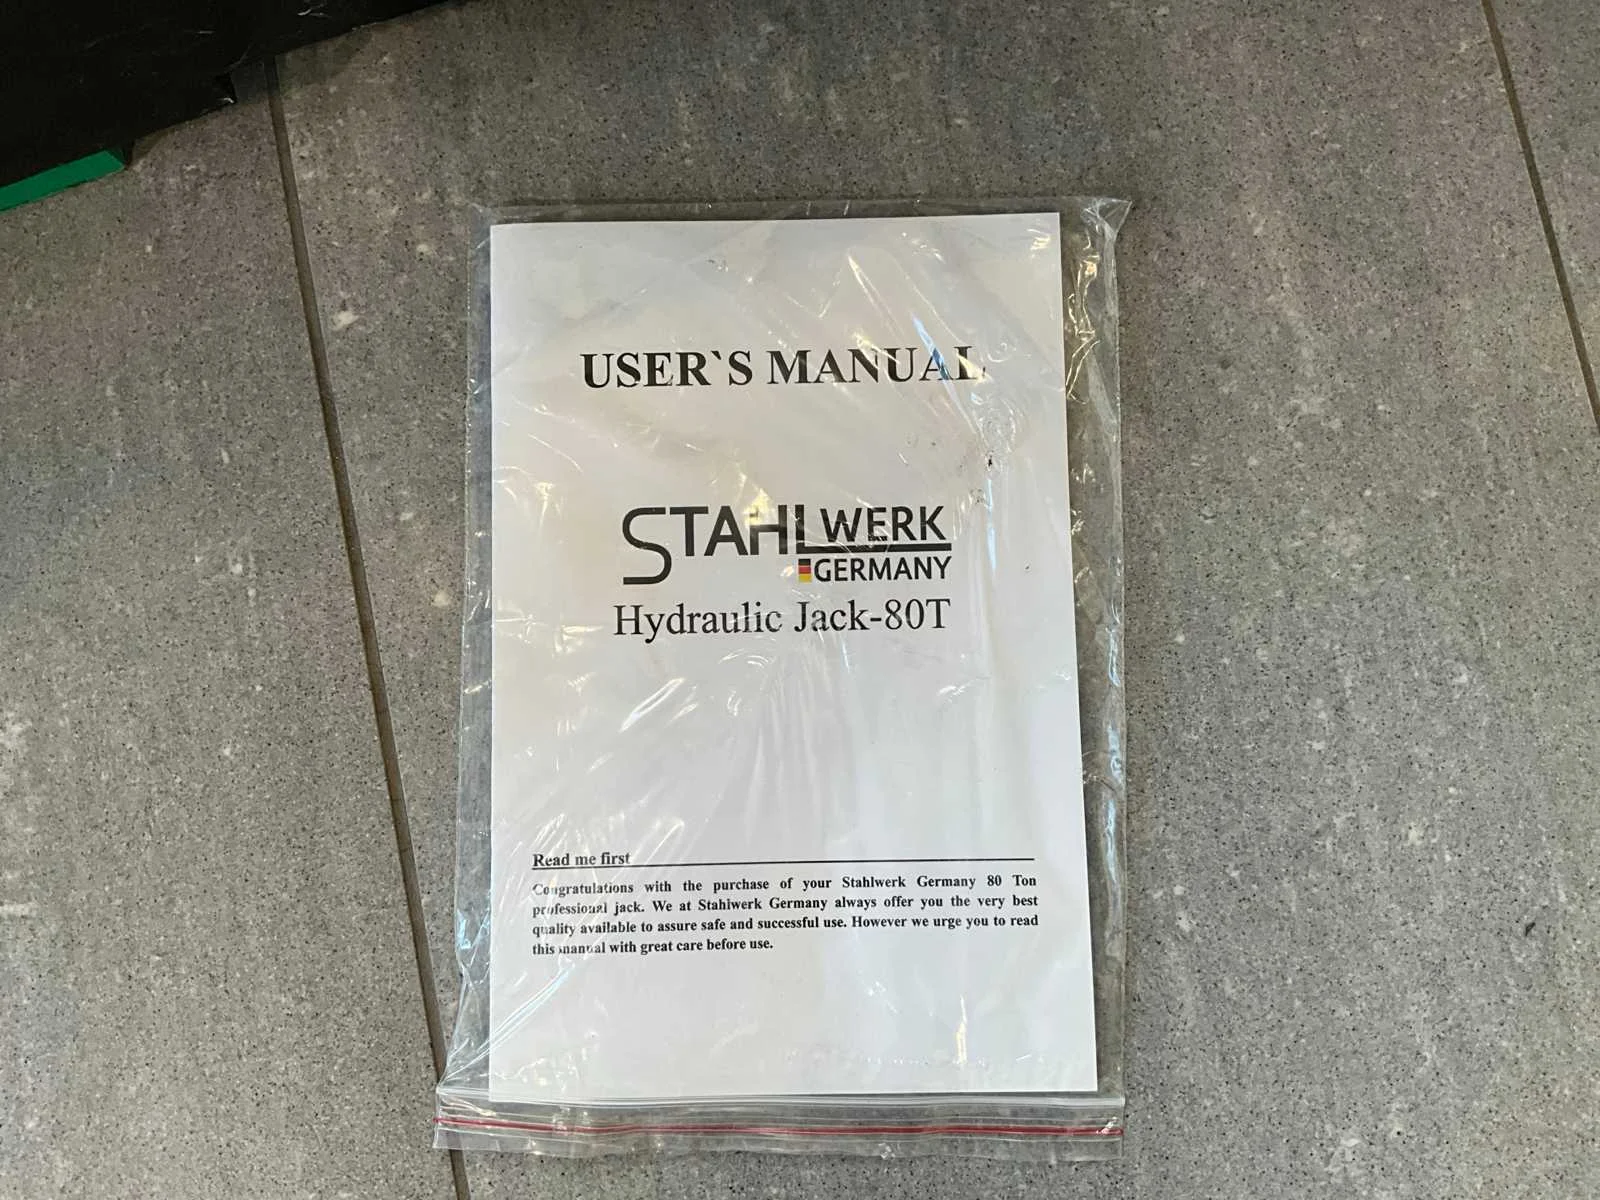 USER`S MANUAL
STAHLWERK
GERMANY
Hydraulic Jack-80T
Read me first
Congratulations with the purchase of your Stahlwerk Germany 80 Ton
professional jack. We at Stahlwerk Germany always offer you the very best
quality available to assure safe and successful use. However we urge you to read
this manual with great care before use.